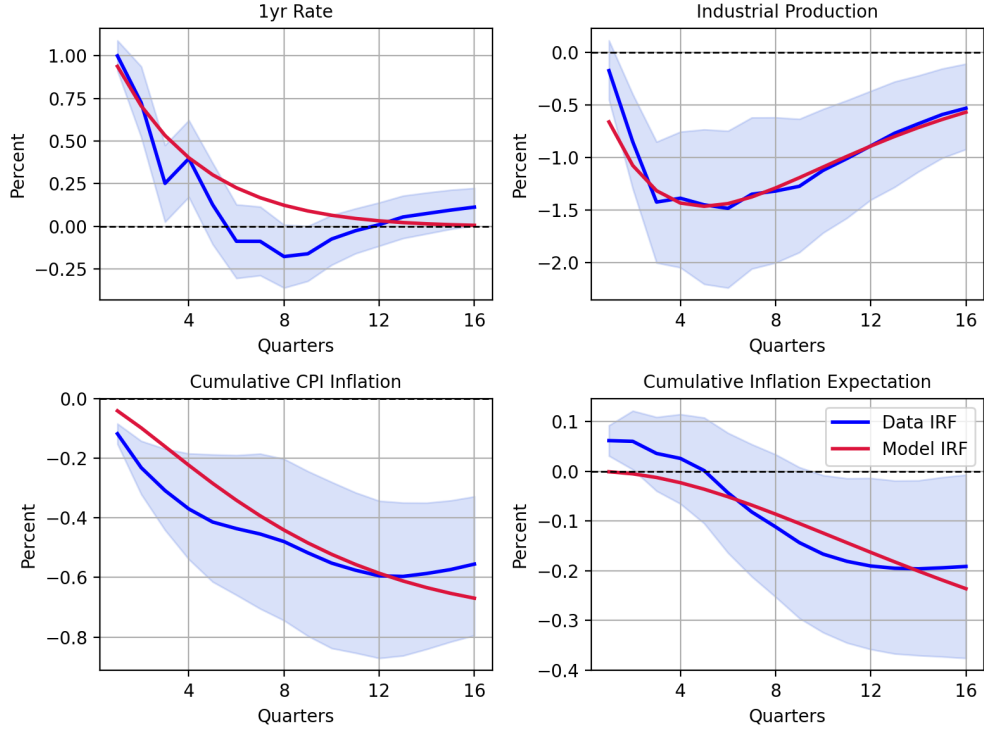 1yr Rate
Percent
1.00
0.75
0.50
0.25
0.00
−0.25
4
8
12
16
Quarters
Industrial Production
Percent
0.0
−0.5
−1.0
−1.5
−2.0
4
8
12
16
Quarters
Cumulative CPI Inflation
Percent
0.0
−0.2
−0.4
−0.6
−0.8
4
8
12
16
Quarters
Cumulative Inflation Expectation
Percent
0.1
0.0
−0.1
−0.2
−0.3
−0.4
Data IRF
Model IRF
4
8
12
16
Quarters